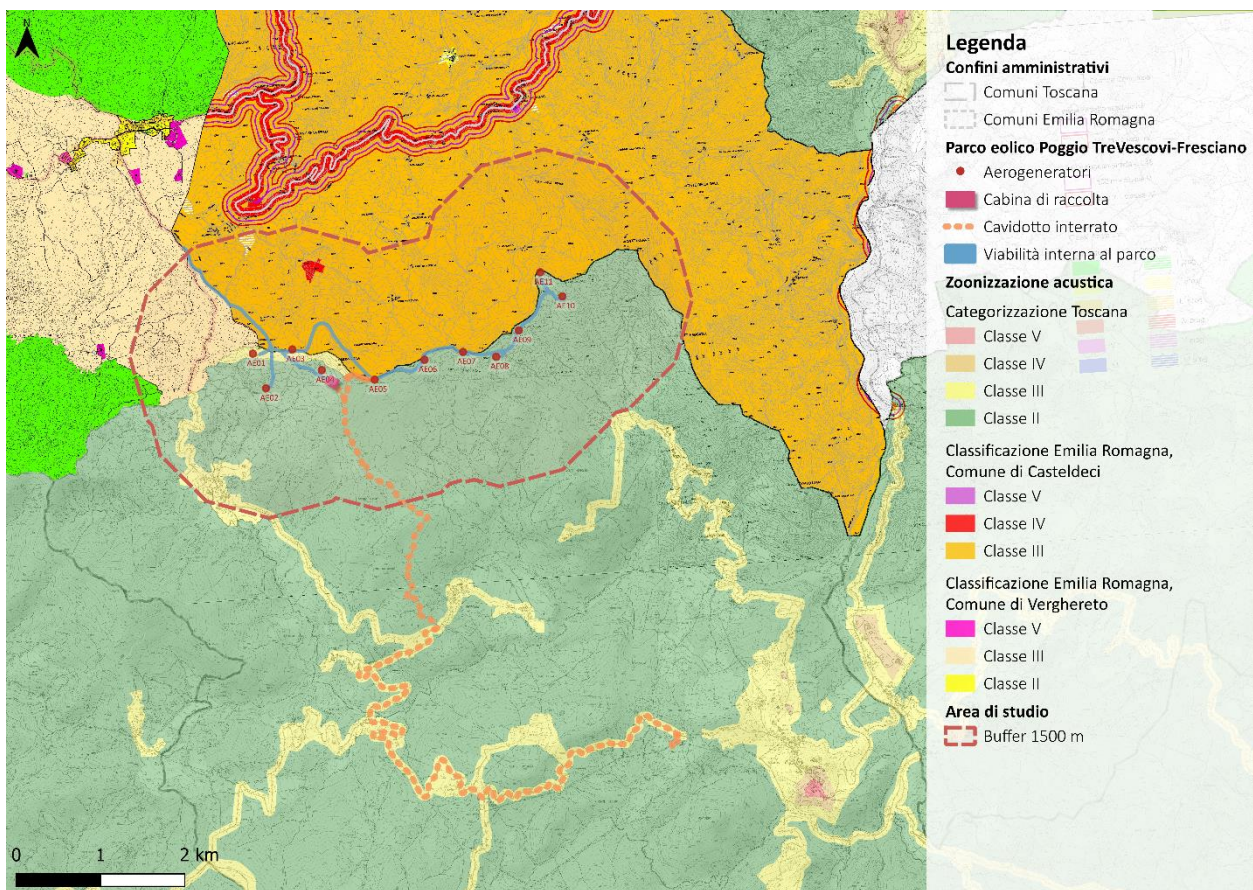 N
AE11
AE10
AE09
AE01
AE03
AE07
AE08
AE06
AE04
AE05
AE02
0 1 2 km
Legenda
Confini amministrativi
Comuni Toscana
Comuni Emilia Romagna
Parco eolico Poggio TreVescovi-Fresciano
Aerogeneratori
Cabina di raccolta
Cavidotto interrato
Viabilità interna al parco
Zoonizzazione acustica
Categorizzazione Toscana
Classe V
Classe IV
Classe III
Classe II
Classificazione Emilia Romagna,
Comune di Casteldeci
Classe V
Classe IV
Classe III
Classificazione Emilia Romagna,
Comune di Verghereto
Classe V
Classe III
Classe II
Area di studio
Buffer 1500 m